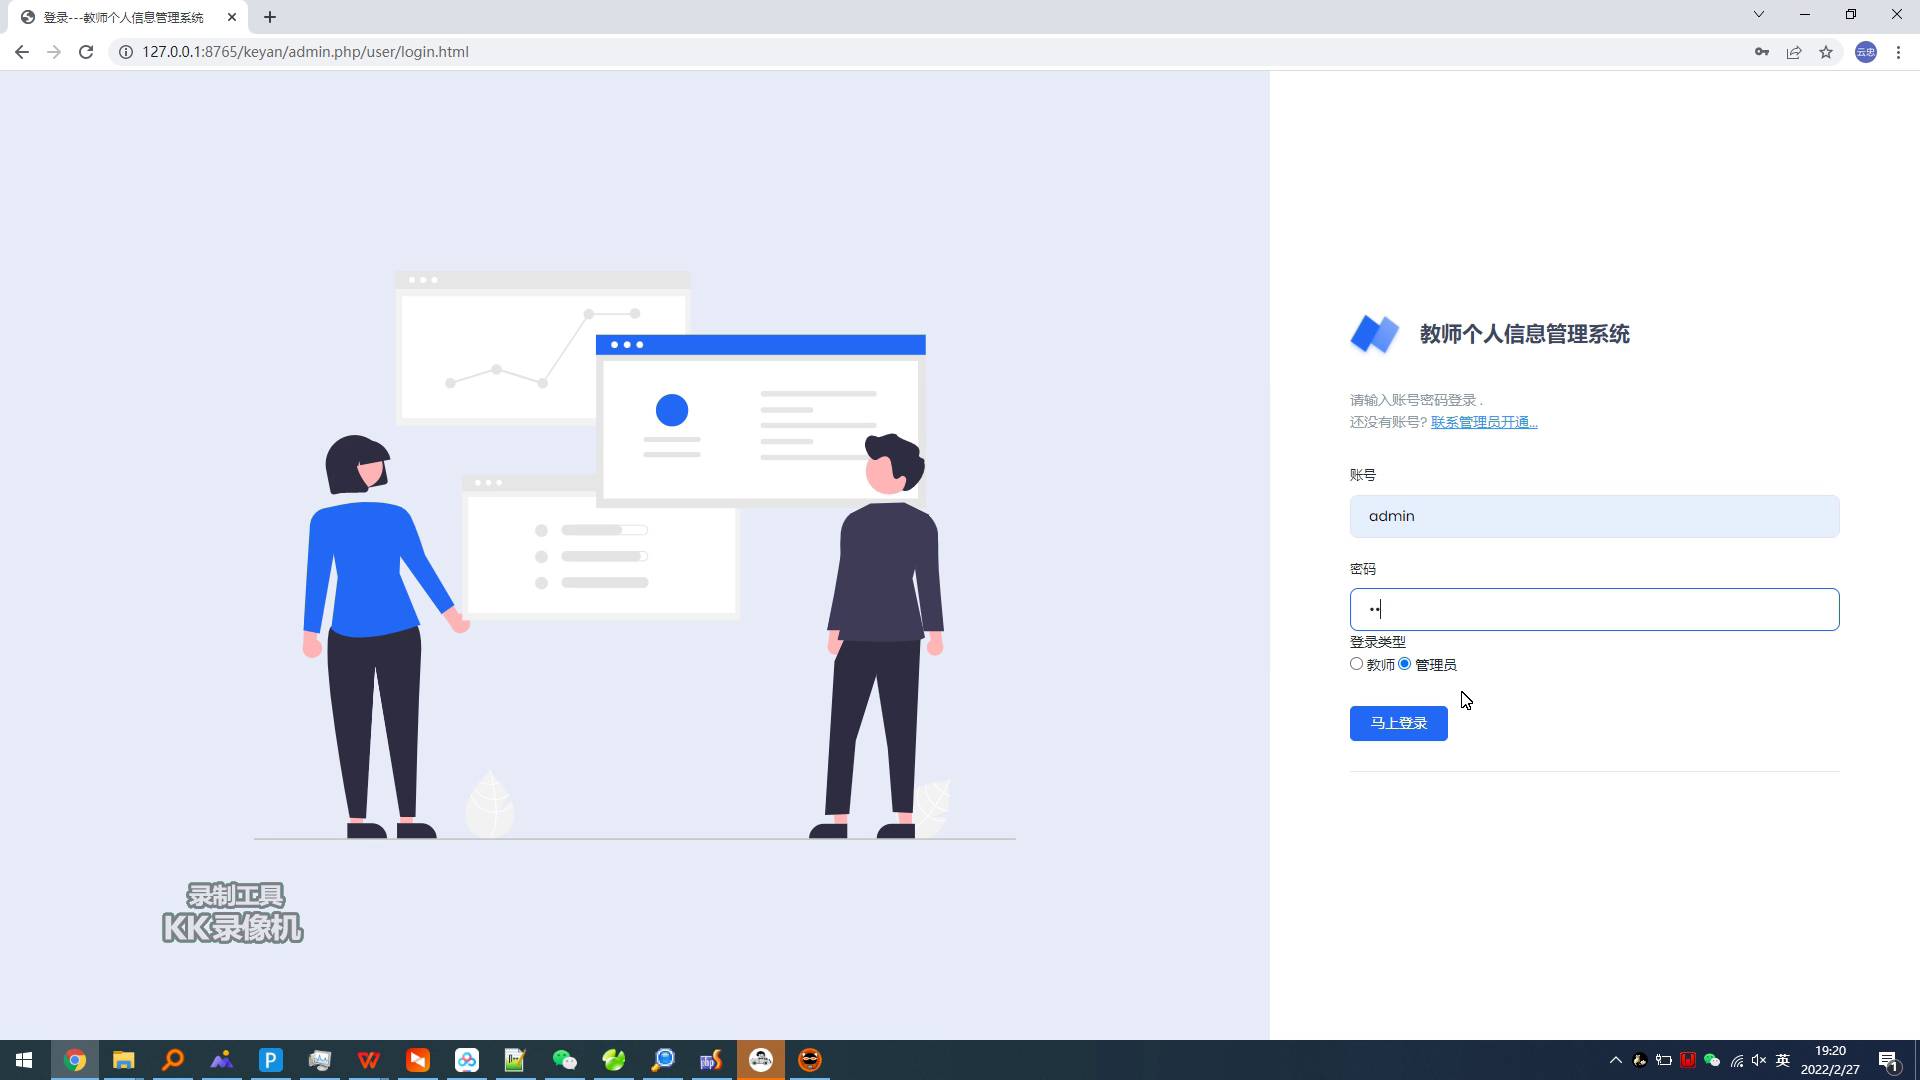 登录---教师个人信息管理系统
127.0.0.1:8765/keyan/admin.php/user/login.html
云忠
教师个人信息管理系统
请输入账号密码登录 .
还没有账号? 联系管理员开通...
账号
admin
密码
登录类型
教师 管理员
马上登录
录制工具
KK录像机
P
W
php
英
19:20
2022/2/27
1